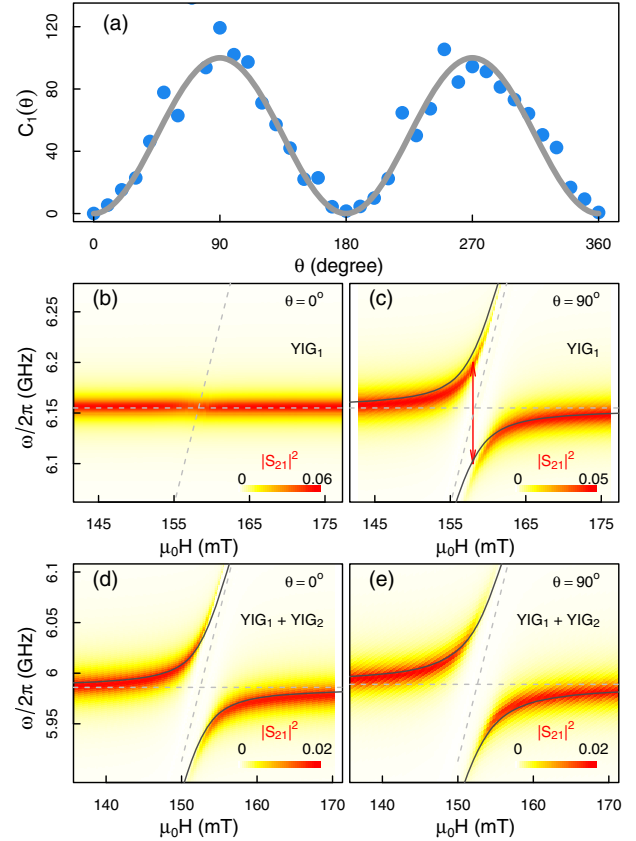 (a)
120
80
40
0
C₁(θ)
0 90 180 270 360
θ (degree)
(b) θ = 0°
YIG₁
6.25
6.2
6.15
6.1
ω/2π (GHz)
|S₂₁|²
0 0.06
145 155 165 175
μ₀H (mT)
(c) θ = 90°
YIG₁
|S₂₁|²
0 0.05
145 155 165 175
μ₀H (mT)
(d) θ = 0°
YIG₁ + YIG₂
6.1
6.05
6
5.95
ω/2π (GHz)
|S₂₁|²
0 0.02
140 150 160 170
μ₀H (mT)
(e) θ = 90°
YIG₁ + YIG₂
|S₂₁|²
0 0.02
140 150 160 170
μ₀H (mT)